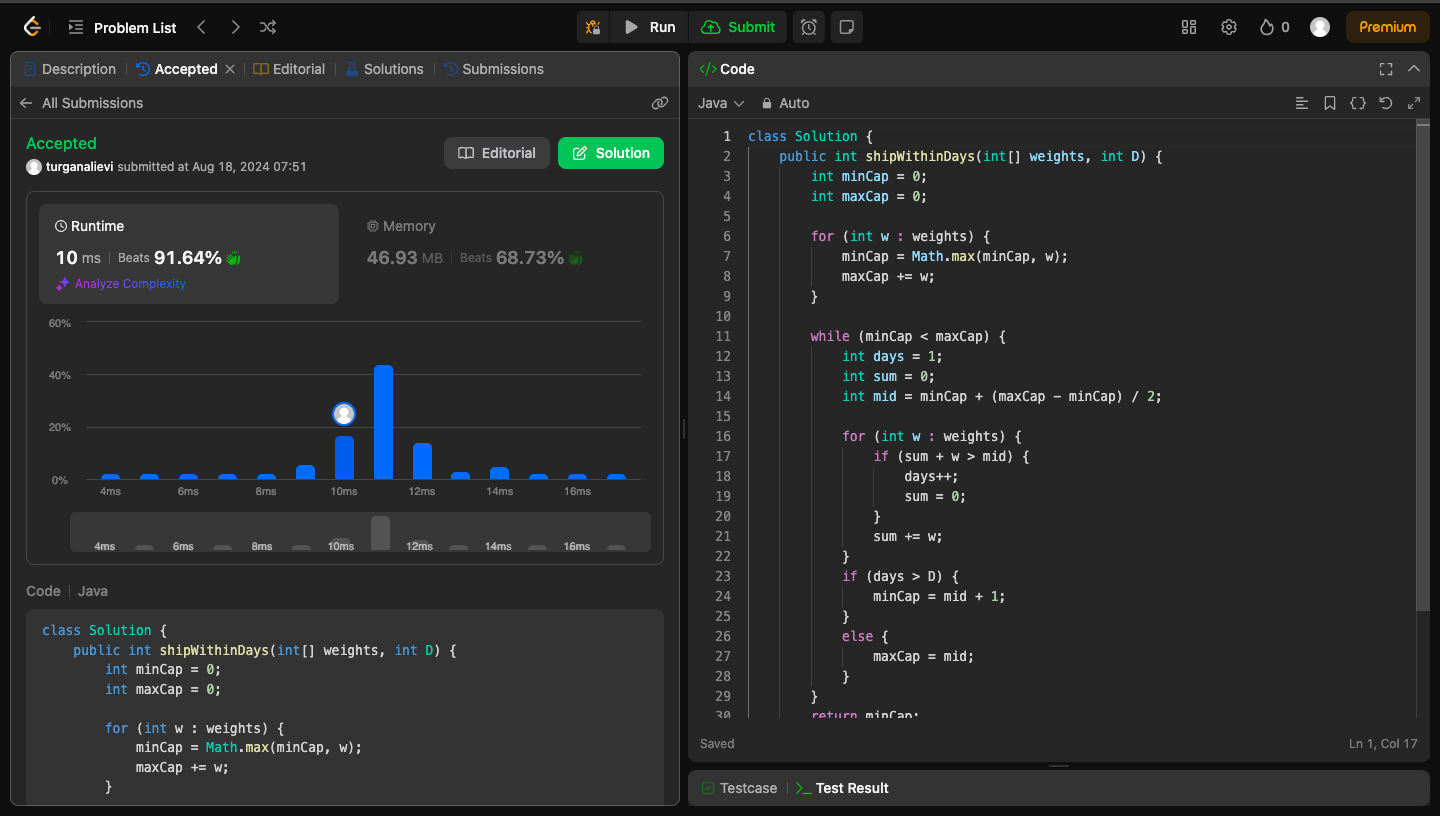 Problem List
Run
Submit
0
Premium
Description
Accepted
Editorial
Solutions
Submissions
All Submissions
Accepted
turganalievi submitted at Aug 18, 2024 07:51
Editorial
Solution
Runtime
10 ms
Beats 91.64%
Analyze Complexity
Memory
46.93 MB
Beats 68.73%
60%
40%
20%
0%
4ms 6ms 8ms 10ms 12ms 14ms 16ms
4ms 6ms 8ms 10ms 12ms 14ms 16ms
Code | Java
class Solution {
    public int shipWithinDays(int[] weights, int D) {
        int minCap = 0;
        int maxCap = 0;
        for (int w : weights) {
            minCap = Math.max(minCap, w);
            maxCap += w;
        }
</> Code
Java
Auto
1 class Solution {
2     public int shipWithinDays(int[] weights, int D) {
3         int minCap = 0;
4         int maxCap = 0;
5
6         for (int w : weights) {
7             minCap = Math.max(minCap, w);
8             maxCap += w;
9         }
10
11         while (minCap < maxCap) {
12             int days = 1;
13             int sum = 0;
14             int mid = minCap + (maxCap - minCap) / 2;
15
16             for (int w : weights) {
17                 if (sum + w > mid) {
18                     days++;
19                     sum = 0;
20                 }
21                 sum += w;
22             }
23             if (days > D) {
24                 minCap = mid + 1;
25             }
26             else {
27                 maxCap = mid;
28             }
29         }
30         return minCap;
Saved
Ln 1, Col 17
Testcase
Test Result